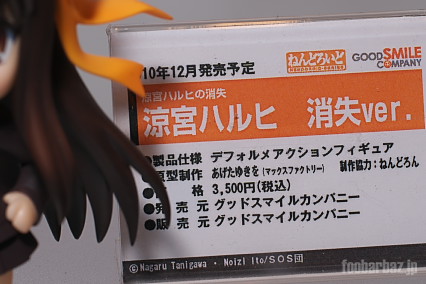 10年12月発売予定
ねんどろいど
NENDOROID SERIES
GOODSMILE
COMPANY
涼宮ハルヒの消失
涼宮ハルヒ 消失ver.
●製品仕様 デフォルメアクションフィギュア
原型制作 あげたゆきを(マックスファクトリー) 制作協力:ねんどろん
格 3,500円(税込)
●発売元 グッドスマイルカンパニー
●販売元 グッドスマイルカンパニー
©Nagaru Tanigawa・Noizi Ito/SOS団
foobarbaz.jp